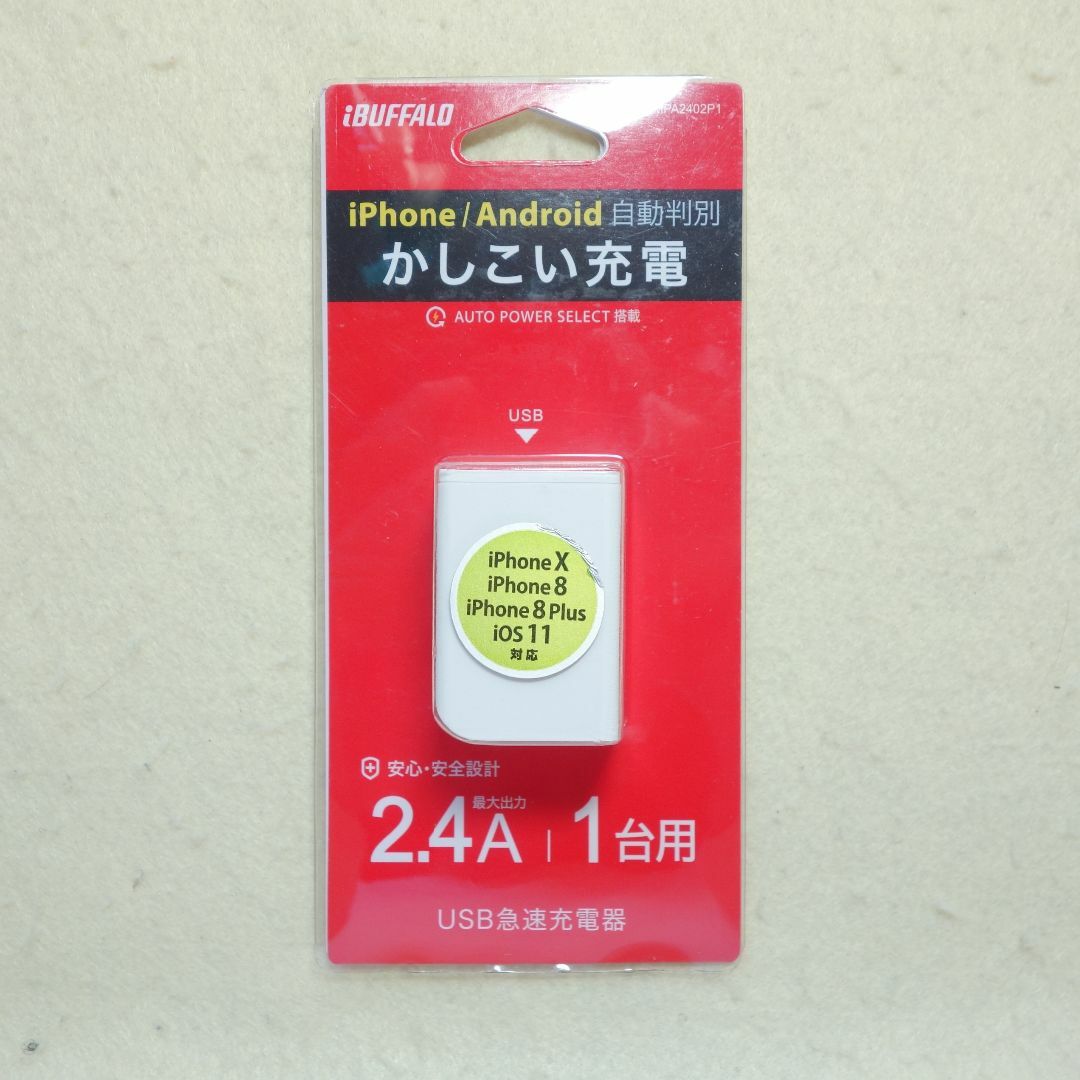 iBUFFALO
PA2402P1
iPhone / Android 自動判別
かしこい充電
AUTO POWER SELECT 搭載
USB
iPhone X
iPhone 8
iPhone 8 Plus
iOS 11
対応
安心・安全設計
最大出力
2.4A | 1台用
USB急速充電器